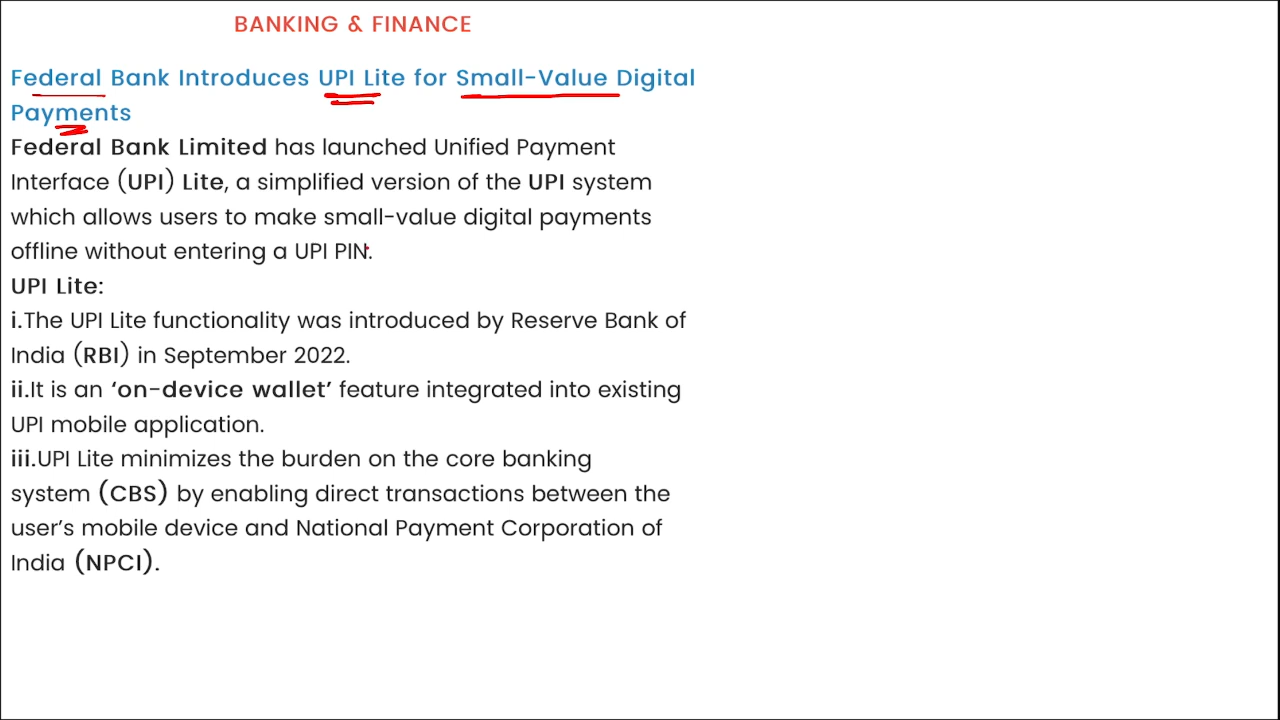 BANKING & FINANCE
Federal Bank Introduces UPI Lite for Small-Value Digital
Payments
Federal Bank Limited has launched Unified Payment
Interface (UPI) Lite, a simplified version of the UPI system
which allows users to make small-value digital payments
offline without entering a UPI PIN.
UPI Lite:
i.The UPI Lite functionality was introduced by Reserve Bank of
India (RBI) in September 2022.
ii.It is an ‘on-device wallet’ feature integrated into existing
UPI mobile application.
iii.UPI Lite minimizes the burden on the core banking
system (CBS) by enabling direct transactions between the
user’s mobile device and National Payment Corporation of
India (NPCI).